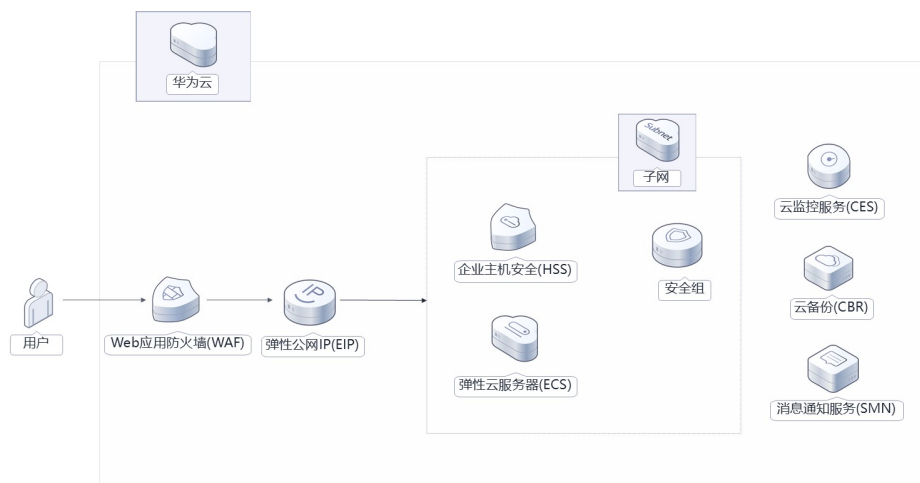 华为云
Subnet
子网
云监控服务(CES)
企业主机安全(HSS)
安全组
云备份(CBR)
IP
用户
Web应用防火墙(WAF)
弹性公网IP(EIP)
弹性云服务器(ECS)
消息通知服务(SMN)